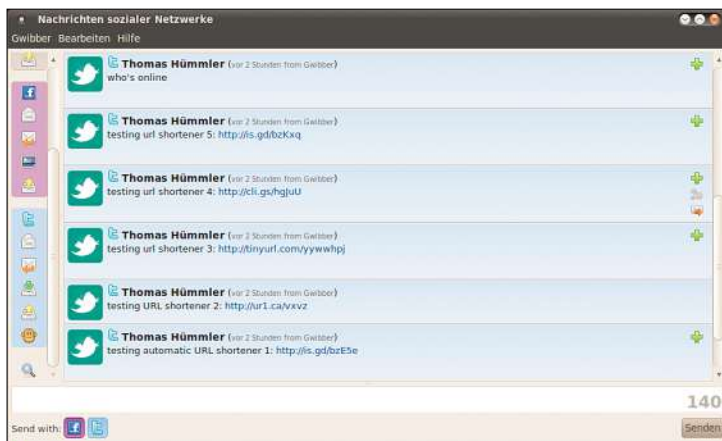 Nachrichten sozialer Netzwerke
Gwibber Bearbeiten Hilfe
Thomas Hümmler (vor 2 Stunden from Gwibber)
who's online
Thomas Hümmler (vor 2 Stunden from Gwibber)
testing url shortener 5: http://is.gd/bzKxq
Thomas Hümmler (vor 2 Stunden from Gwibber)
testing url shortener 4: http://cli.gs/hgJuU
Thomas Hümmler (vor 2 Stunden from Gwibber)
testing url shortener 3: http://tinyurl.com/yywwhpj
Thomas Hümmler (vor 2 Stunden from Gwibber)
testing URL shortener 2: http://ur1.ca/vxvz
Thomas Hümmler (vor 2 Stunden from Gwibber)
testing automatic URL shortener 1: http://is.gd/bzE5e
140
Send with:
Senden